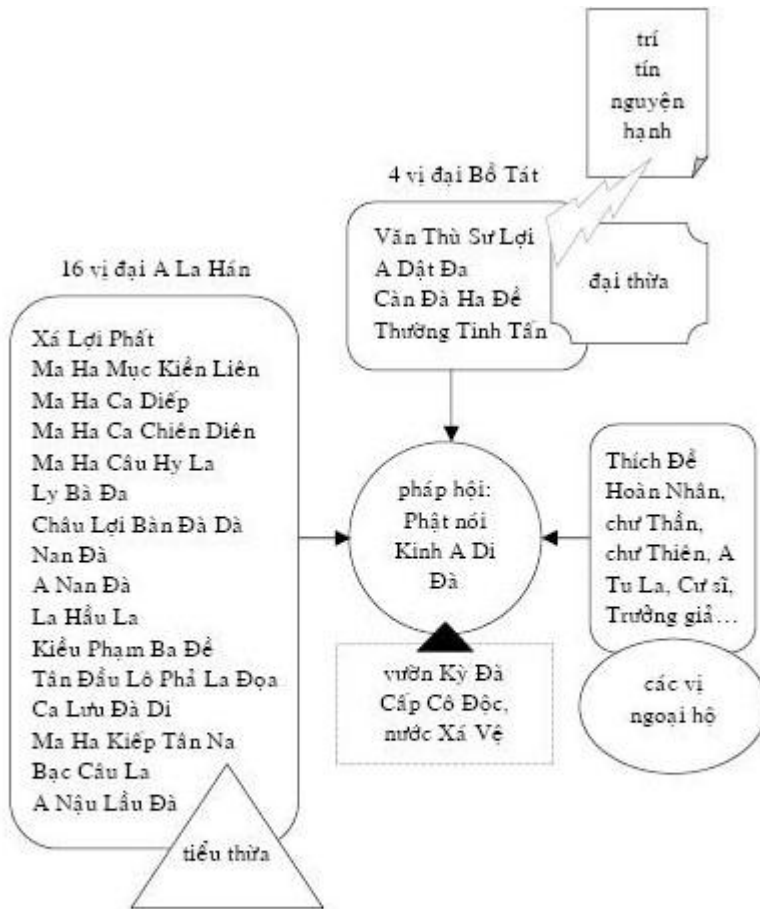 trí
tín
nguyện
hạnh
4 vị đại Bồ Tát
Văn Thù Sư Lợi
A Dật Đa
Càn Đà Ha Đề
Thường Tinh Tấn
đại thừa
16 vị đại A La Hán
Xá Lợi Phất
Ma Ha Mục Kiền Liên
Ma Ha Ca Diếp
Ma Ha Ca Chiên Diên
Ma Ha Câu Hy La
Ly Bà Đa
Châu Lợi Bàn Đà Dà
Nan Đà
A Nan Đà
La Hầu La
Kiều Phạm Ba Đề
Tân Đầu Lô Phả La Đọa
Ca Lưu Đà Di
Ma Ha Kiếp Tân Na
Bạc Câu La
A Nậu Lầu Đà
tiểu thừa
pháp hội:
Phật nói
Kinh A Di
Đà
vườn Kỳ Đà
Cấp Cô Độc,
nước Xá Vệ
Thích Đề
Hoàn Nhân,
chư Thần,
chư Thiên, A
Tu La, Cư sĩ,
Trưởng giả...
các vị
ngoại hộ